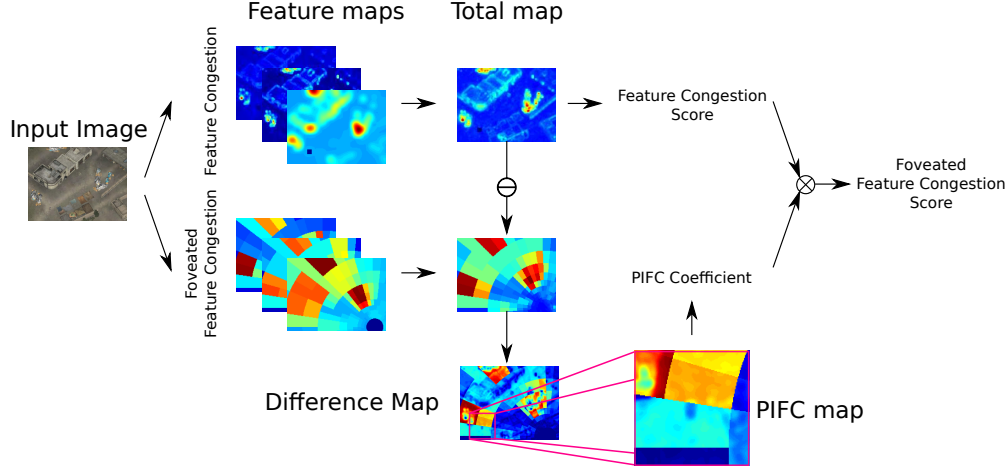 Feature maps
Total map
Feature Congestion
Input Image
Feature Congestion
Score
Foveated
Feature Congestion
Score
Foveated
Feature Congestion
PIFC Coefficient
Difference Map
PIFC map